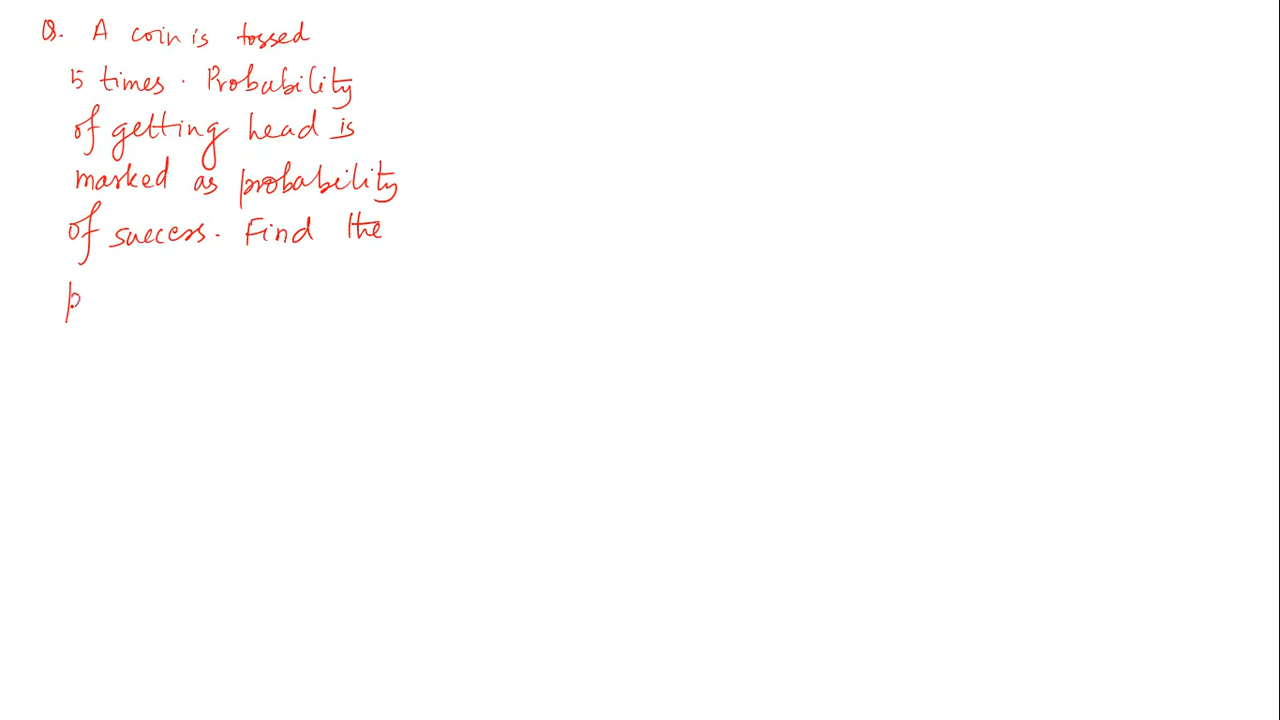 Q. A coin is tossed
5 times. Probability
of getting head is
marked as probability
of success. Find the
p